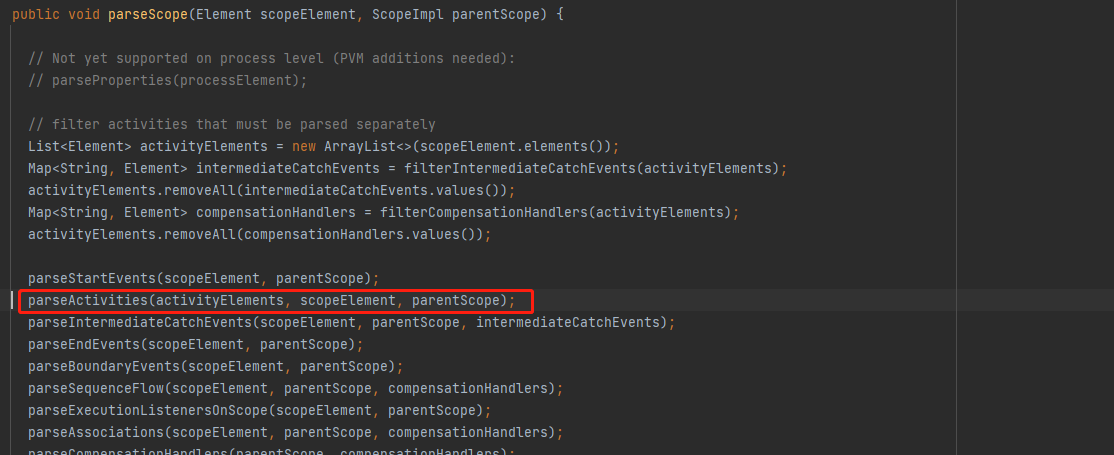 public void parseScope(Element scopeElement, ScopeImpl parentScope) {
// Not yet supported on process level (PVM additions needed):
// parseProperties(processElement);
// filter activities that must be parsed separately
List<Element> activityElements = new ArrayList<>(scopeElement.elements());
Map<String, Element> intermediateCatchEvents = filterIntermediateCatchEvents(activityElements);
activityElements.removeAll(intermediateCatchEvents.values());
Map<String, Element> compensationHandlers = filterCompensationHandlers(activityElements);
activityElements.removeAll(compensationHandlers.values());
parseStartEvents(scopeElement, parentScope);
parseActivities(activityElements, scopeElement, parentScope);
parseIntermediateCatchEvents(scopeElement, parentScope, intermediateCatchEvents);
parseEndEvents(scopeElement, parentScope);
parseBoundaryEvents(scopeElement, parentScope);
parseSequenceFlow(scopeElement, parentScope, compensationHandlers);
parseExecutionListenersOnScope(scopeElement, parentScope);
parseAssociations(scopeElement, parentScope, compensationHandlers);
parseCompensationHandlers(parentScope, compensationHandlers);